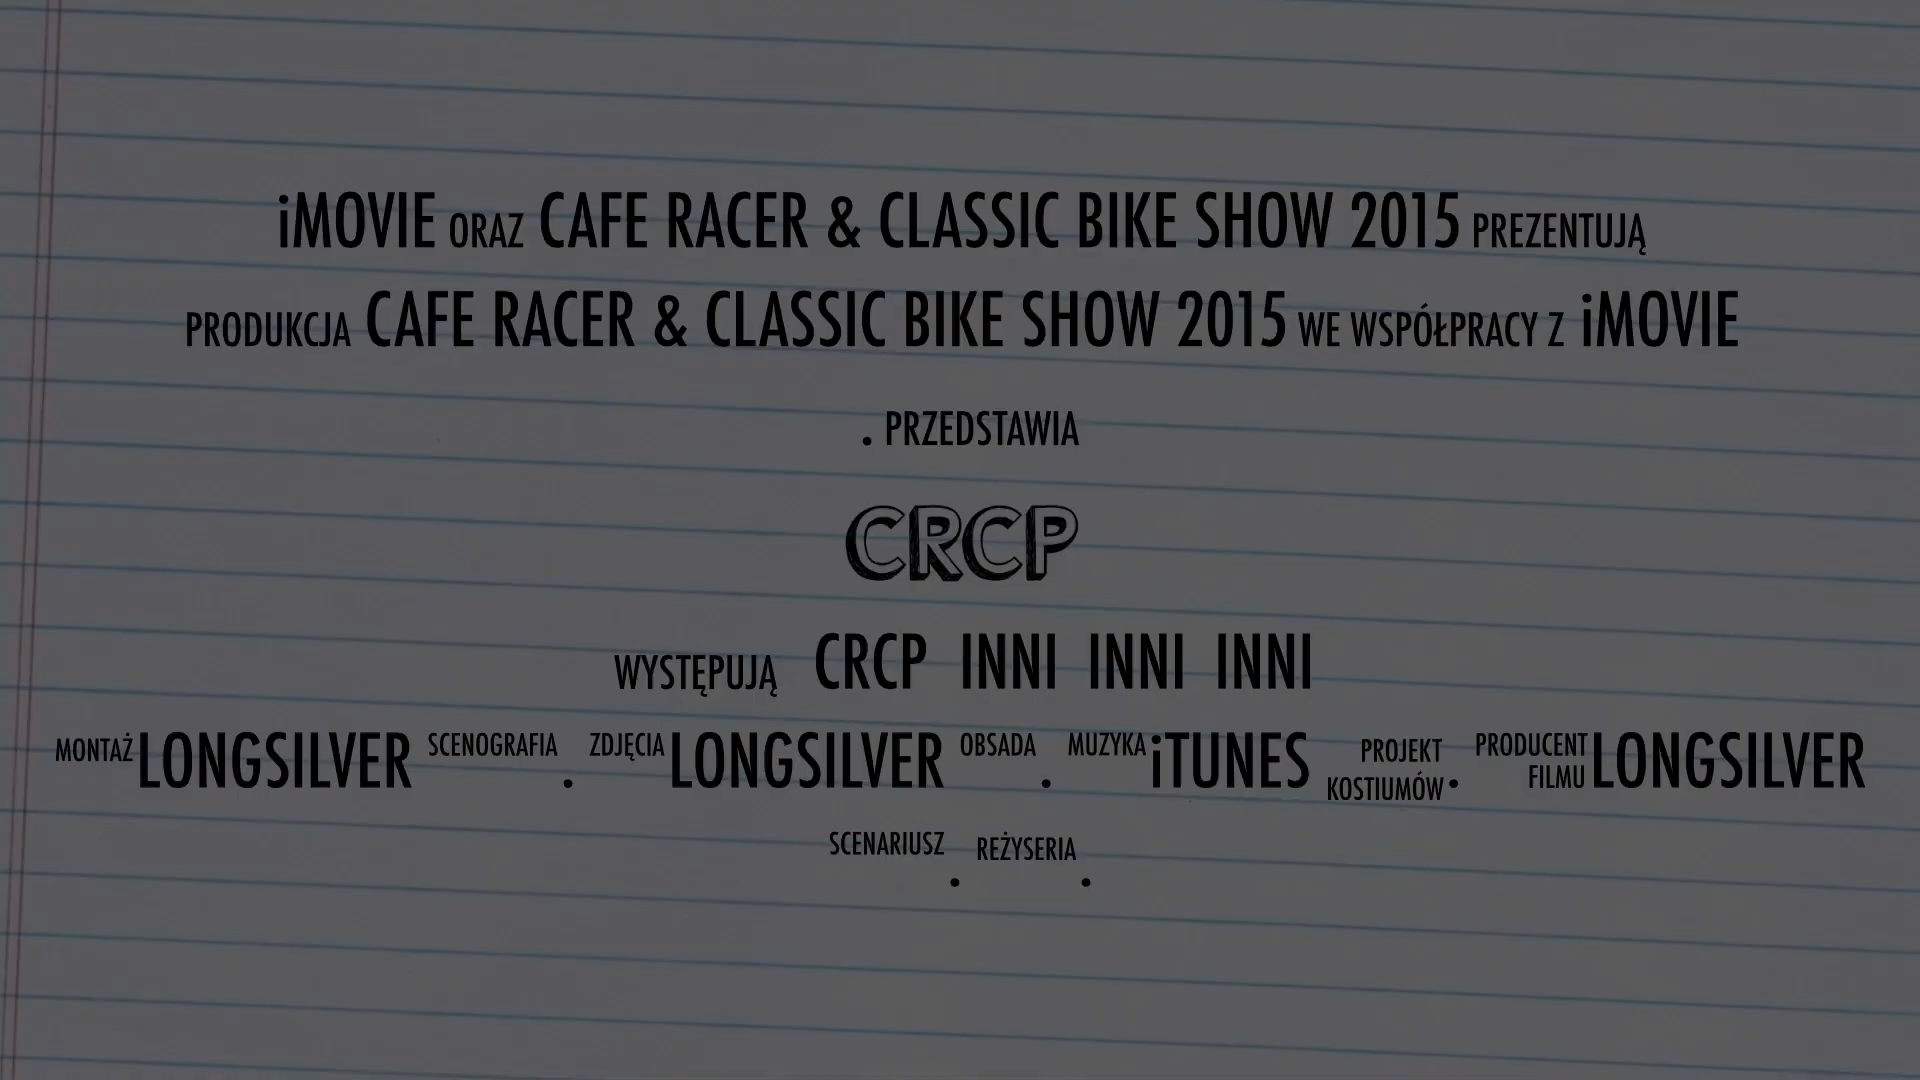 iMOVIE ORAZ CAFE RACER & CLASSIC BIKE SHOW 2015 PREZENTUJĄ
PRODUKCJA CAFE RACER & CLASSIC BIKE SHOW 2015 WE WSPÓŁPRACY Z iMOVIE
. PRZEDSTAWIA
CRCP
WYSTĘPUJĄ CRCP INNI INNI INNI
MONTAŻ LONGSILVER SCENOGRAFIA . ZDJĘCIA LONGSILVER OBSADA . MUZYKA iTUNES PROJEKT KOSTIUMÓW . PRODUCENT FILMU LONGSILVER
SCENARIUSZ . REŻYSERIA .